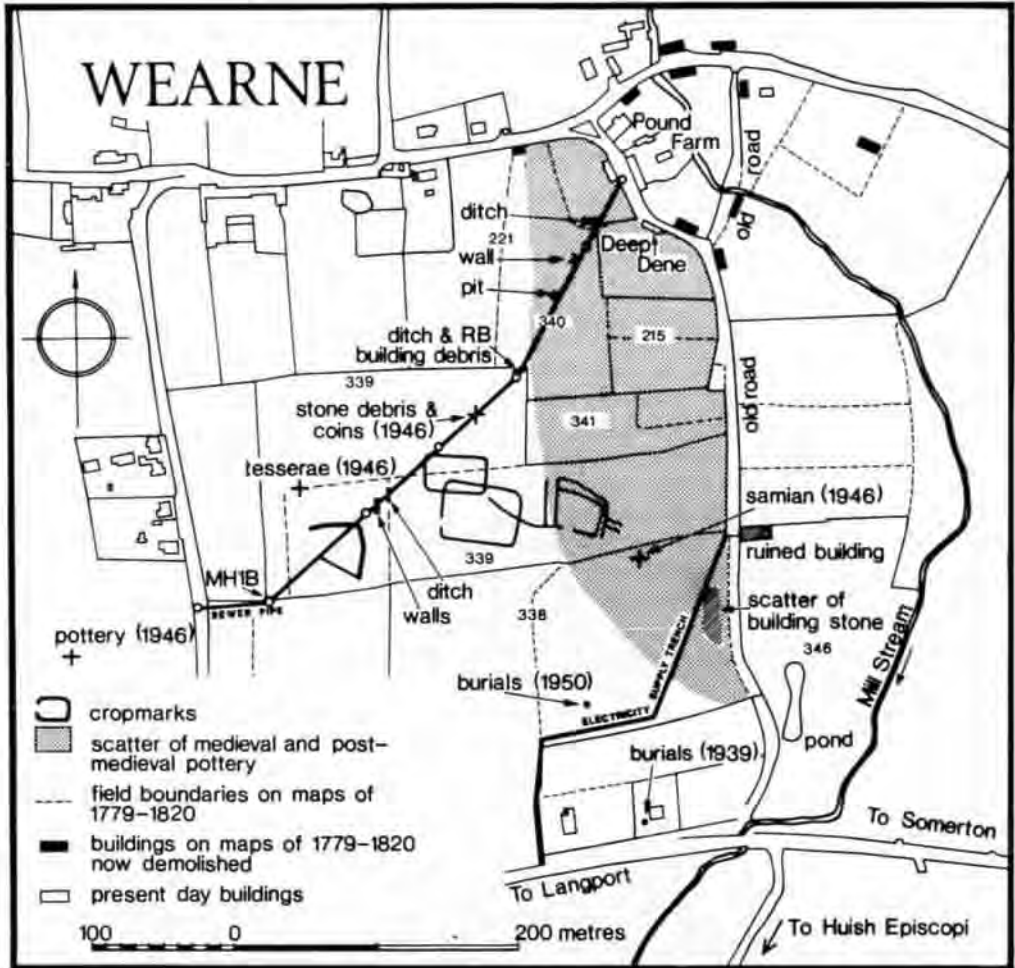 WEARNE
Pound
Farm
old road
ditch
221
wall
Deep
Dene
pit
340
ditch & RB
building debris
215
339
old road
stone debris &
coins (1946)
341
tesserae (1946)
samian (1946)
339
ruined building
MH1B
ditch
walls
SEWER PIPE
338
scatter of
building stone
pottery (1946)
346
Mill Stream
burials (1950)
ELECTRICITY SUPPLY TRENCH
pond
burials (1939)
cropmarks
scatter of medieval and post-
medieval pottery
field boundaries on maps of
1779-1820
buildings on maps of 1779-1820
now demolished
present day buildings
To Somerton
To Langport
To Huish Episcopi
100 0 200 metres